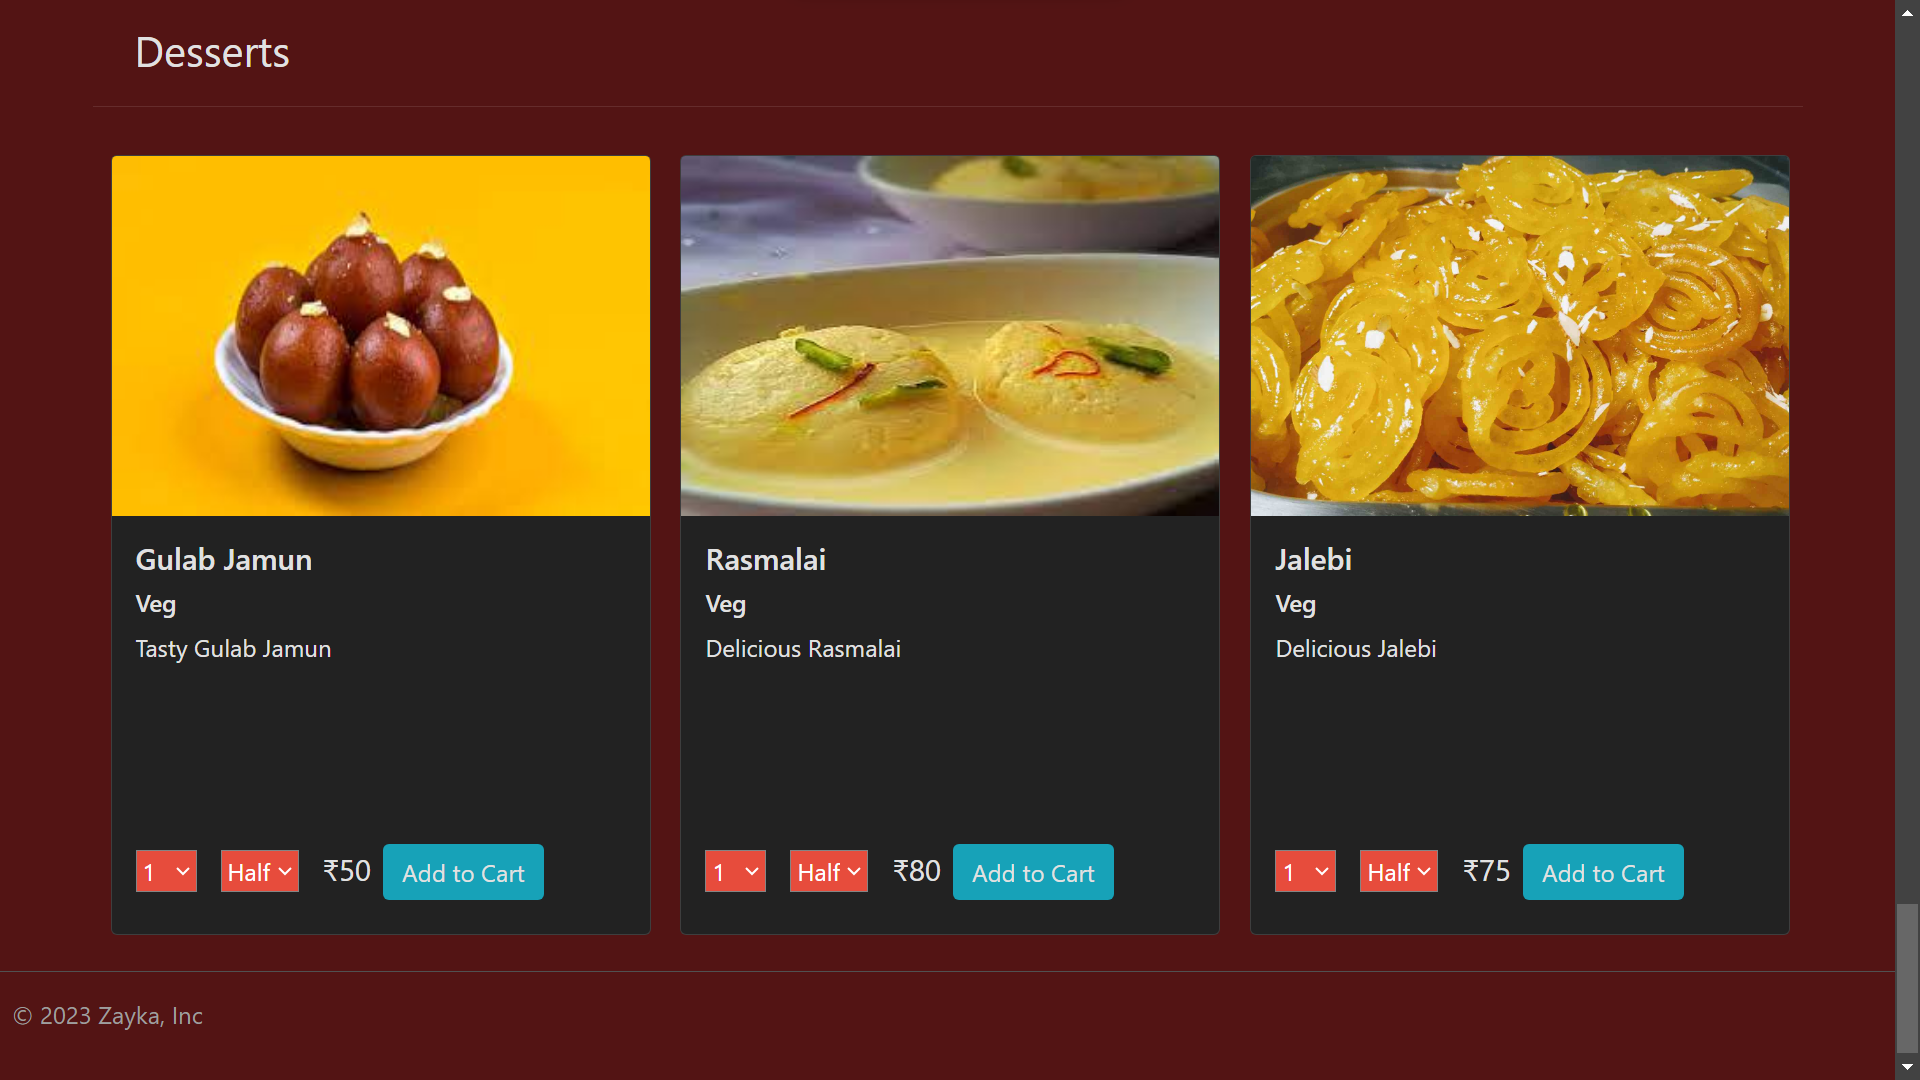 Desserts
Gulab Jamun
Veg
Tasty Gulab Jamun
1 Half ₹50 Add to Cart
Rasmalai
Veg
Delicious Rasmalai
1 Half ₹80 Add to Cart
Jalebi
Veg
Delicious Jalebi
1 Half ₹75 Add to Cart
© 2023 Zayka, Inc